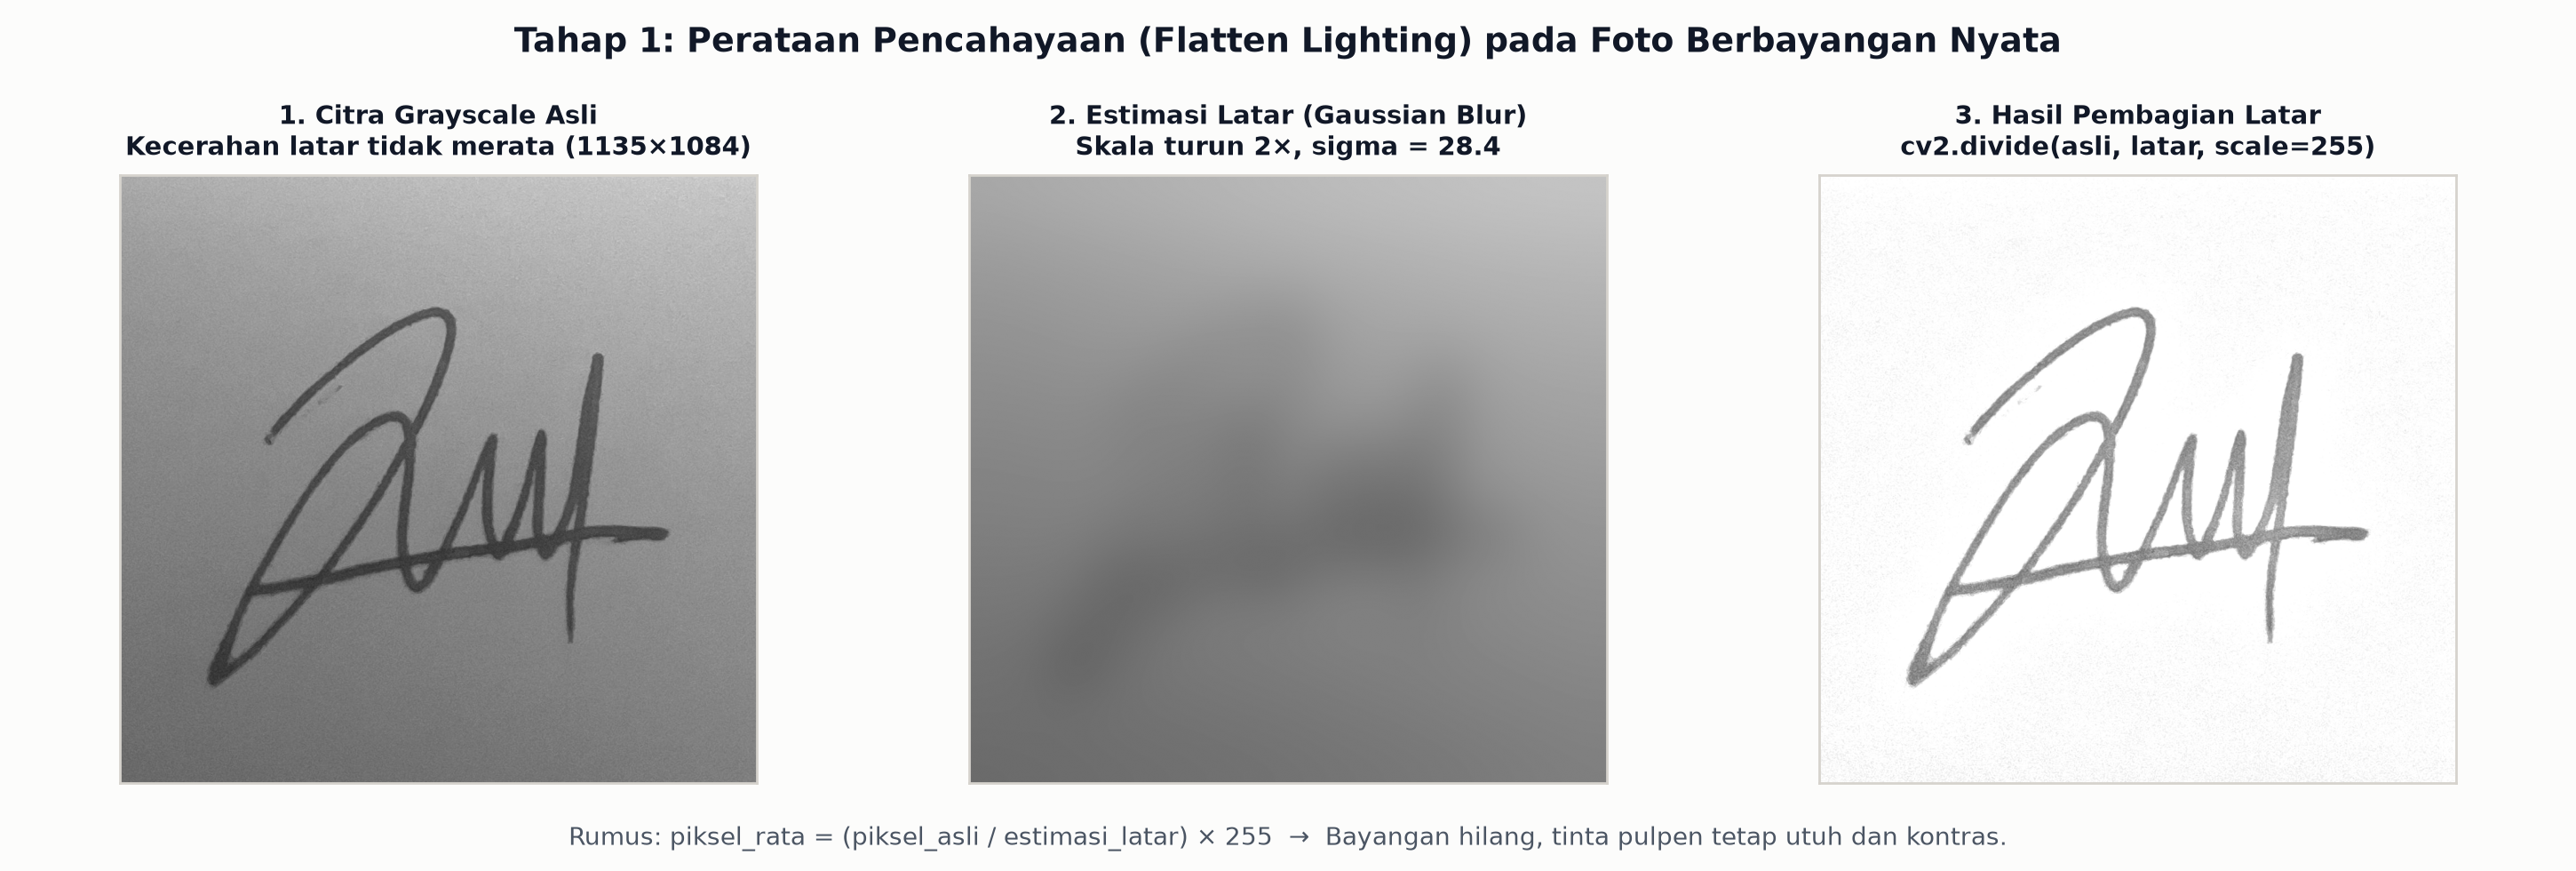 Tahap 1: Perataan Pencahayaan (Flatten Lighting) pada Foto Berbayangan Nyata
1. Citra Grayscale Asli
Kecerahan latar tidak merata (1135×1084)
2. Estimasi Latar (Gaussian Blur)
Skala turun 2×, sigma = 28.4
3. Hasil Pembagian Latar
cv2.divide(asli, latar, scale=255)
Rumus: piksel_rata = (piksel_asli / estimasi_latar) × 255 → Bayangan hilang, tinta pulpen tetap utuh dan kontras.